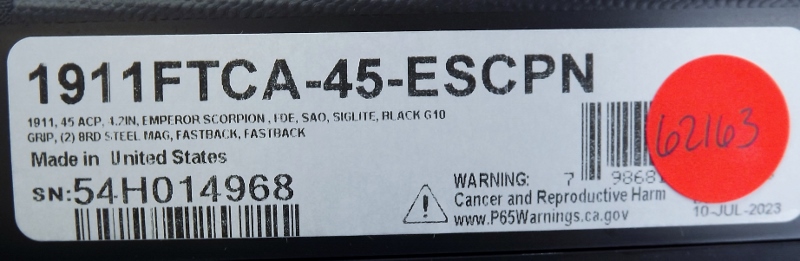 1911FTCA-45-ESCPN
1911, 45 ACP, 4.2IN, EMPEROR SCORPION , FDE, SAO, SIGLITE, BLACK G10
GRIP, (2) 8RD STEEL MAG, FASTBACK, FASTBACK
Made in United States
SN:54H014968
62163
WARNING:
Cancer and Reproductive Harm
www.P65Warnings.ca.gov
7 98681
10-JUL-2023